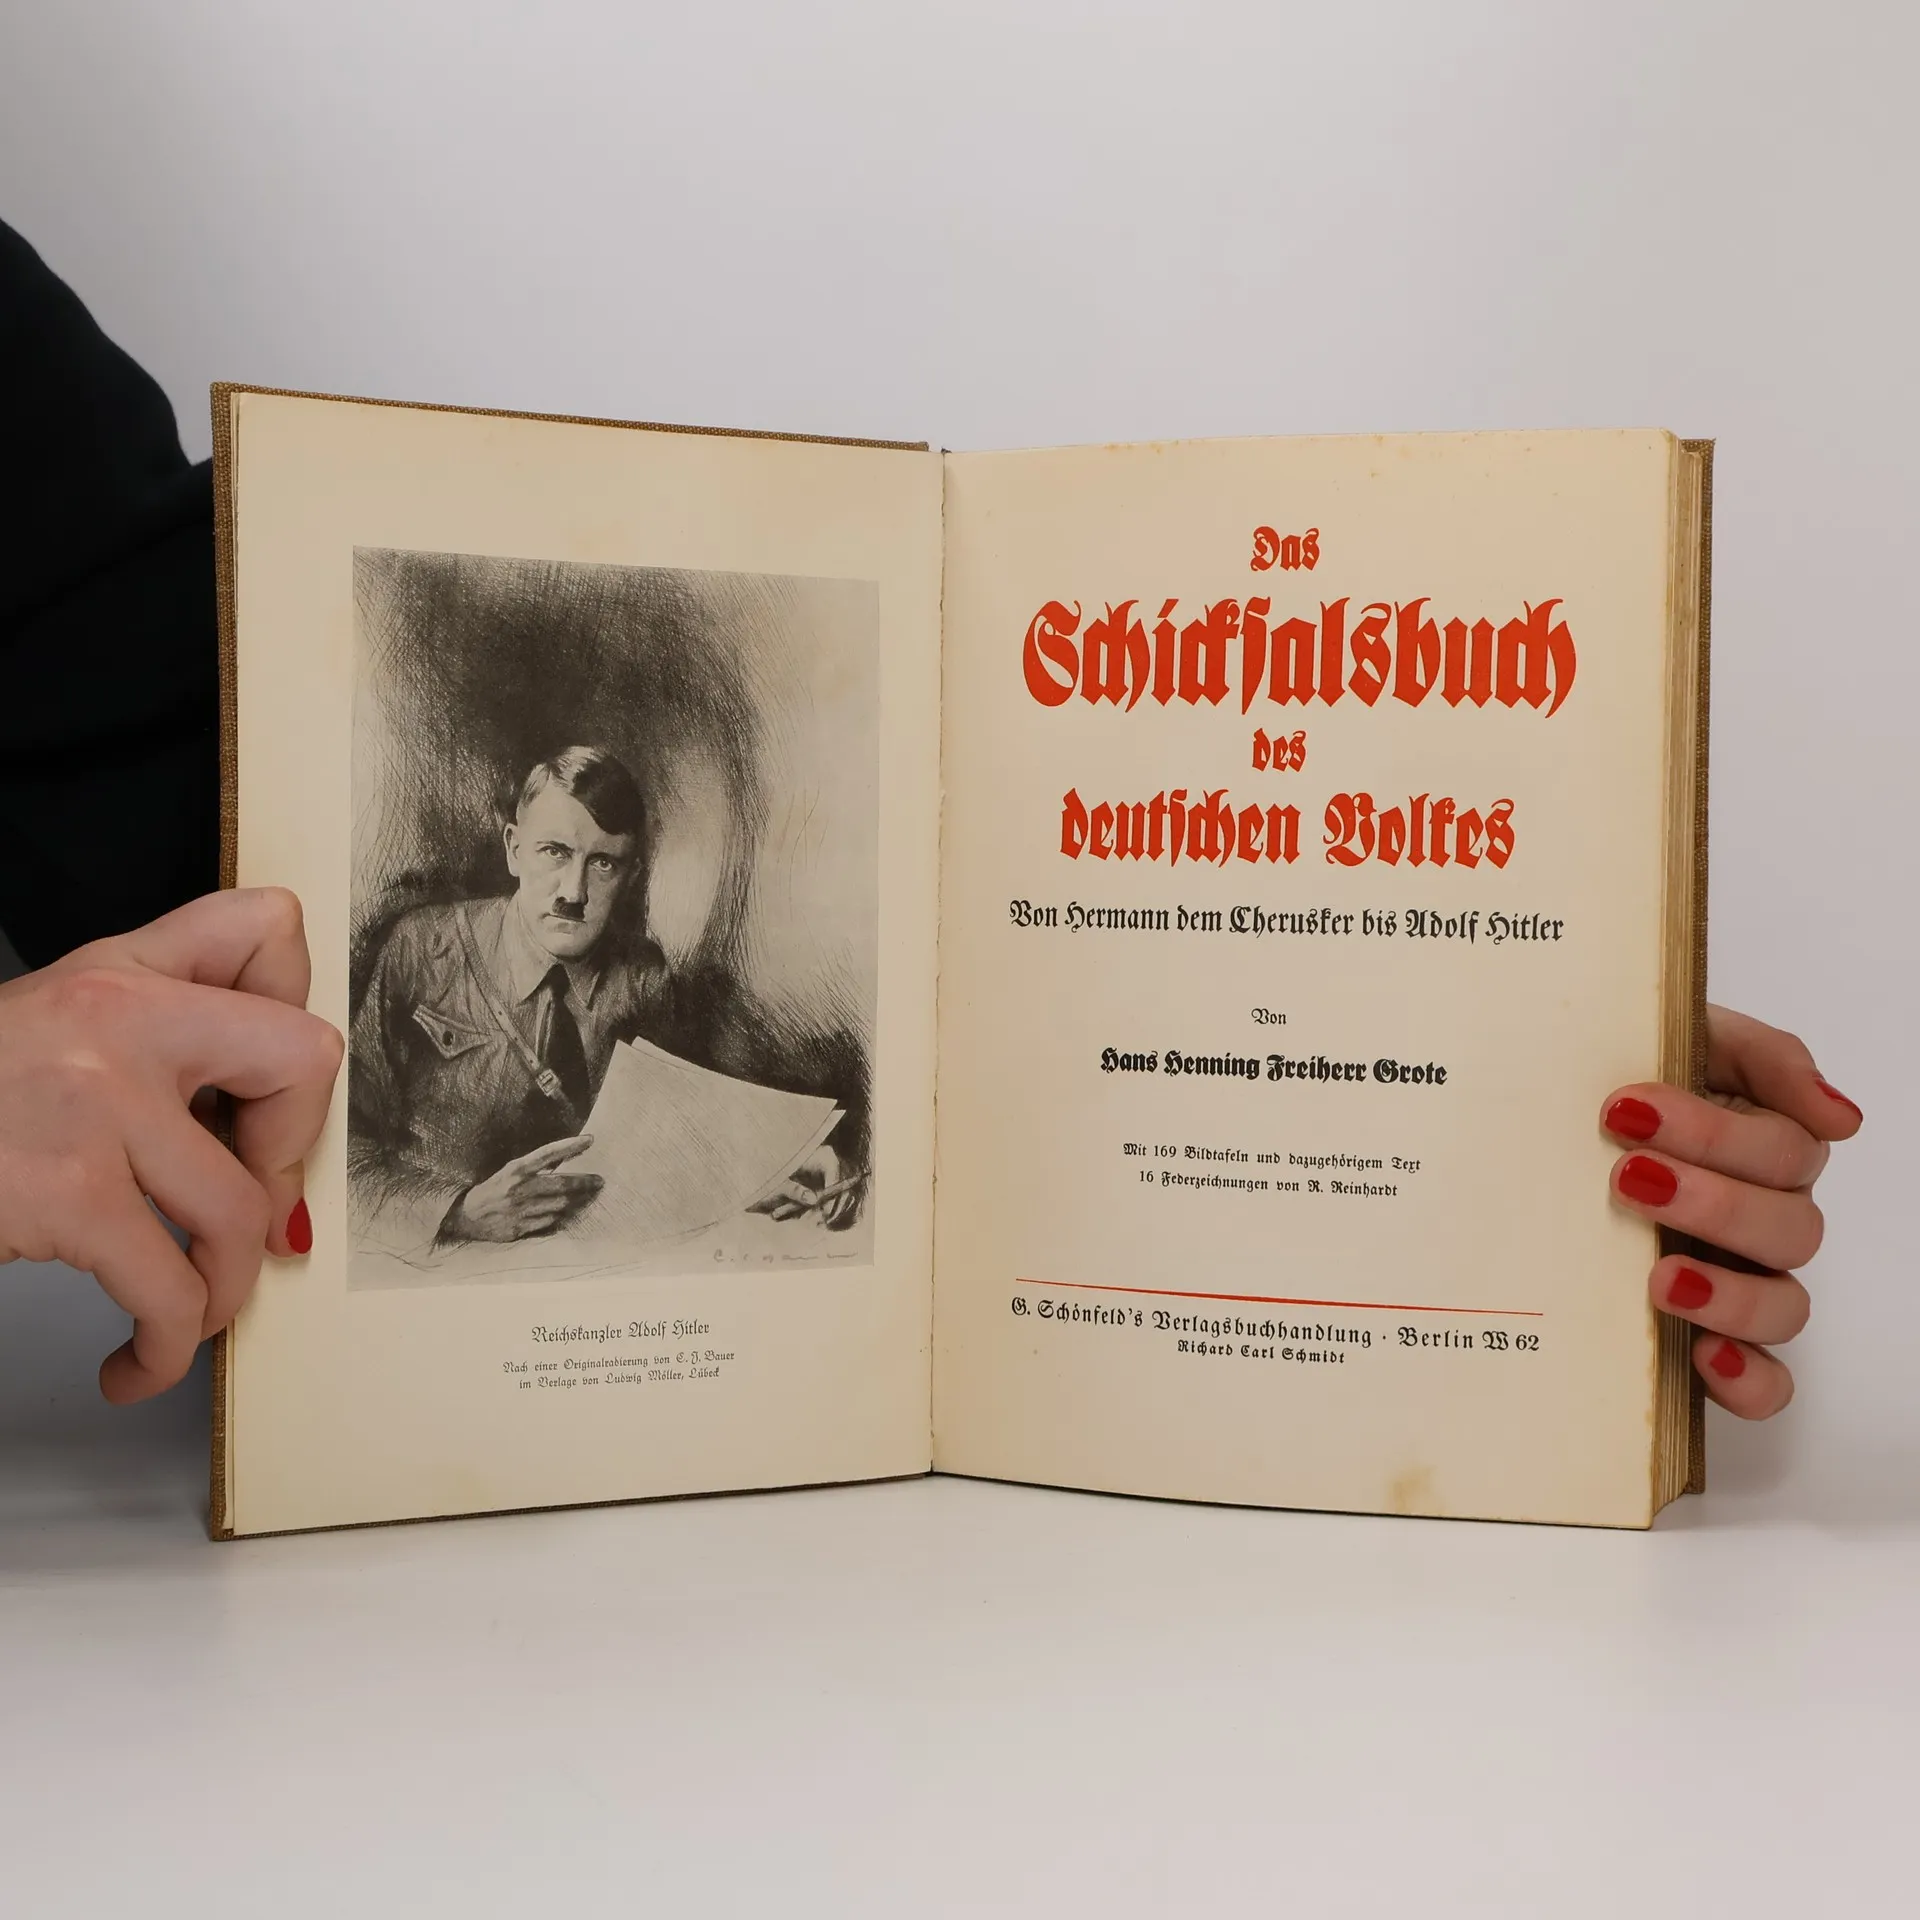 Reichskanzler Adolf Hitler
Nach einer Originalradierung von C. J. Bauer
im Verlage von Ludwig Möller, Lübeck
Das
Schicksalsbuch
des
deutschen Volkes
Von Hermann dem Cherusker bis Adolf Hitler
Von
Hans Henning Freiherr Grote
Mit 169 Bildtafeln und dazugehörigem Text
16 Federzeichnungen von R. Reinhardt
G. Schönfeld's Verlagsbuchhandlung · Berlin W 62
Richard Carl Schmidt